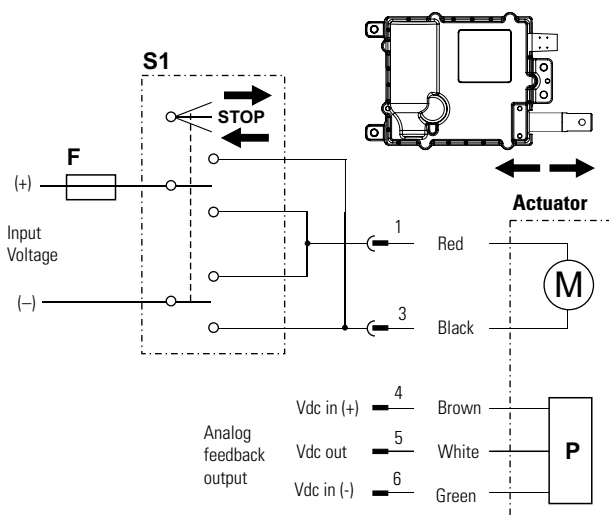 S1
STOP
F
(+)
Input
Voltage
(–)
Actuator
1
Red
M
3
Black
4
Vdc in (+)
Brown
Analog
feedback
output
5
Vdc out
White
P
6
Vdc in (-)
Green